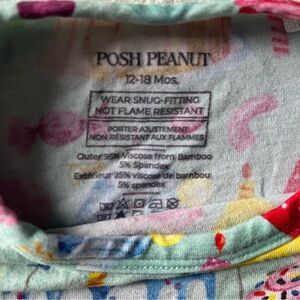 POSH PEANUT
12-18 Mos.
WEAR SNUG-FITTING
NOT FLAME RESISTANT
PORTER AJUSTEMENT.
NON RÉSISTANT AUX FLAMMES
Outer 95% Viscose from Bamboo
5% Spandex
Extérieur 95% viscose de bambou,
5% spandex